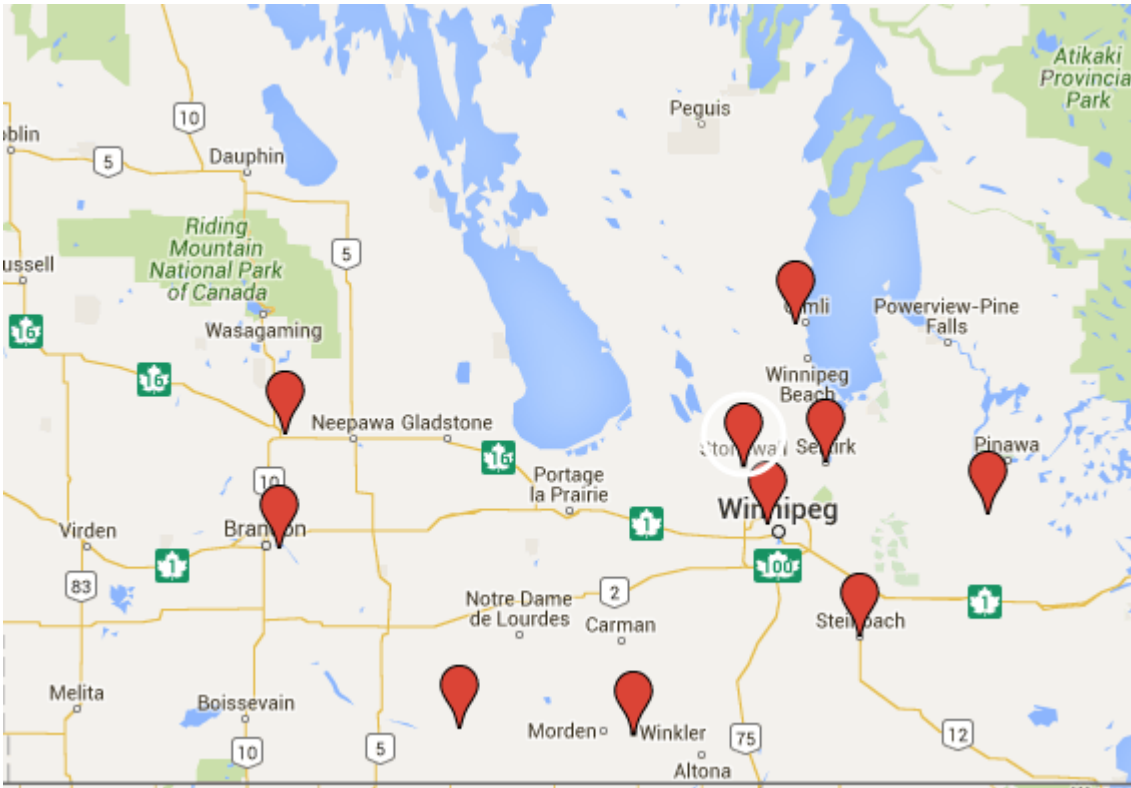 Atikaki
Provincia
Park
Peguis
10
oblin
5
Dauphin
Riding
Mountain
National Park
of Canada
5
ussell
16
Wasagaming
mli
Powerview-Pine
Falls
16
Winnipeg
Beach
Neepawa Gladstone
16
Pinawa
10
Portage
la Prairie
Winnipeg
Virden
1
1
100
83
2
1
Notre Dame
de Lourdes
Carman
Melita
Boissevain
Morden
Winkler
75
12
10
5
Altona